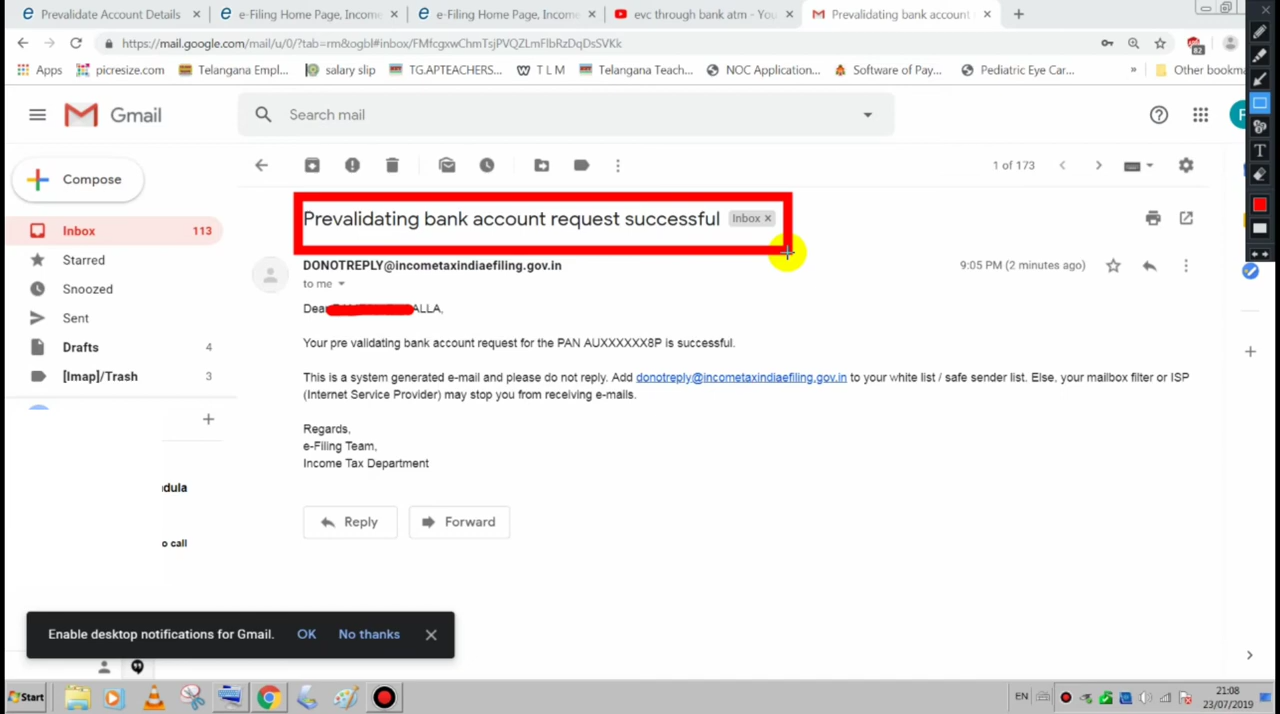 Prevalidate Account Details
e-Filing Home Page, Income
e-Filing Home Page, Income
evc through bank atm - You
Prevalidating bank account
https://mail.google.com/mail/u/0/?tab=rm&ogbl#inbox/FMfcgxwChmTsjPVQZLmFlbRzDqDsSVKk
82
Apps picresize.com Telangana Empl... salary slip TG.APTEACHERS... T L M Telangana Teach... NOC Application... Software of Pay... Pediatric Eye Car... » Other bookma
Gmail
Search mail
Compose
1 of 173
Inbox 113
Starred
Snoozed
Sent
Drafts 4
[Imap]/Trash 3
ndula
o call
Prevalidating bank account request successful Inbox ×
DONOTREPLY@incometaxindiaefiling.gov.in
9:05 PM (2 minutes ago)
to me
Dear ALLA,
Your pre validating bank account request for the PAN AUXXXXXX8P is successful.
This is a system generated e-mail and please do not reply. Add donotreply@incometaxindiaefiling.gov.in to your white list / safe sender list. Else, your mailbox filter or ISP
(Internet Service Provider) may stop you from receiving e-mails.
Regards,
e-Filing Team,
Income Tax Department
Reply
Forward
Enable desktop notifications for Gmail. OK No thanks
Start
EN
21:08
23/07/2019